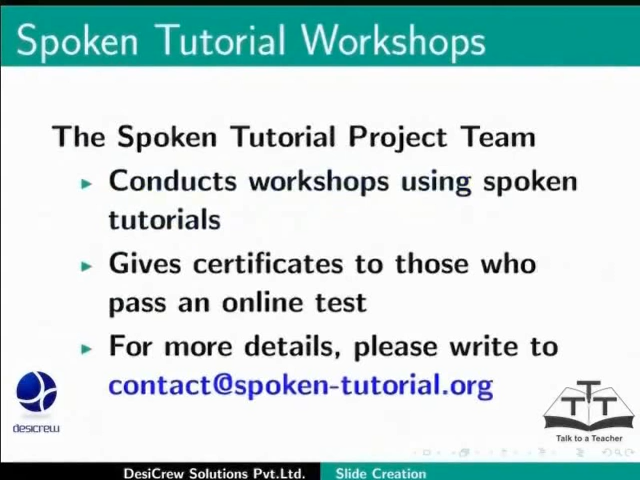 Spoken Tutorial Workshops
The Spoken Tutorial Project Team
Conducts workshops using spoken
tutorials
Gives certificates to those who
pass an online test
For more details, please write to
contact@spoken-tutorial.org
desicrew
TTT
Talk to a Teacher
DesiCrew Solutions Pvt.Ltd. Slide Creation